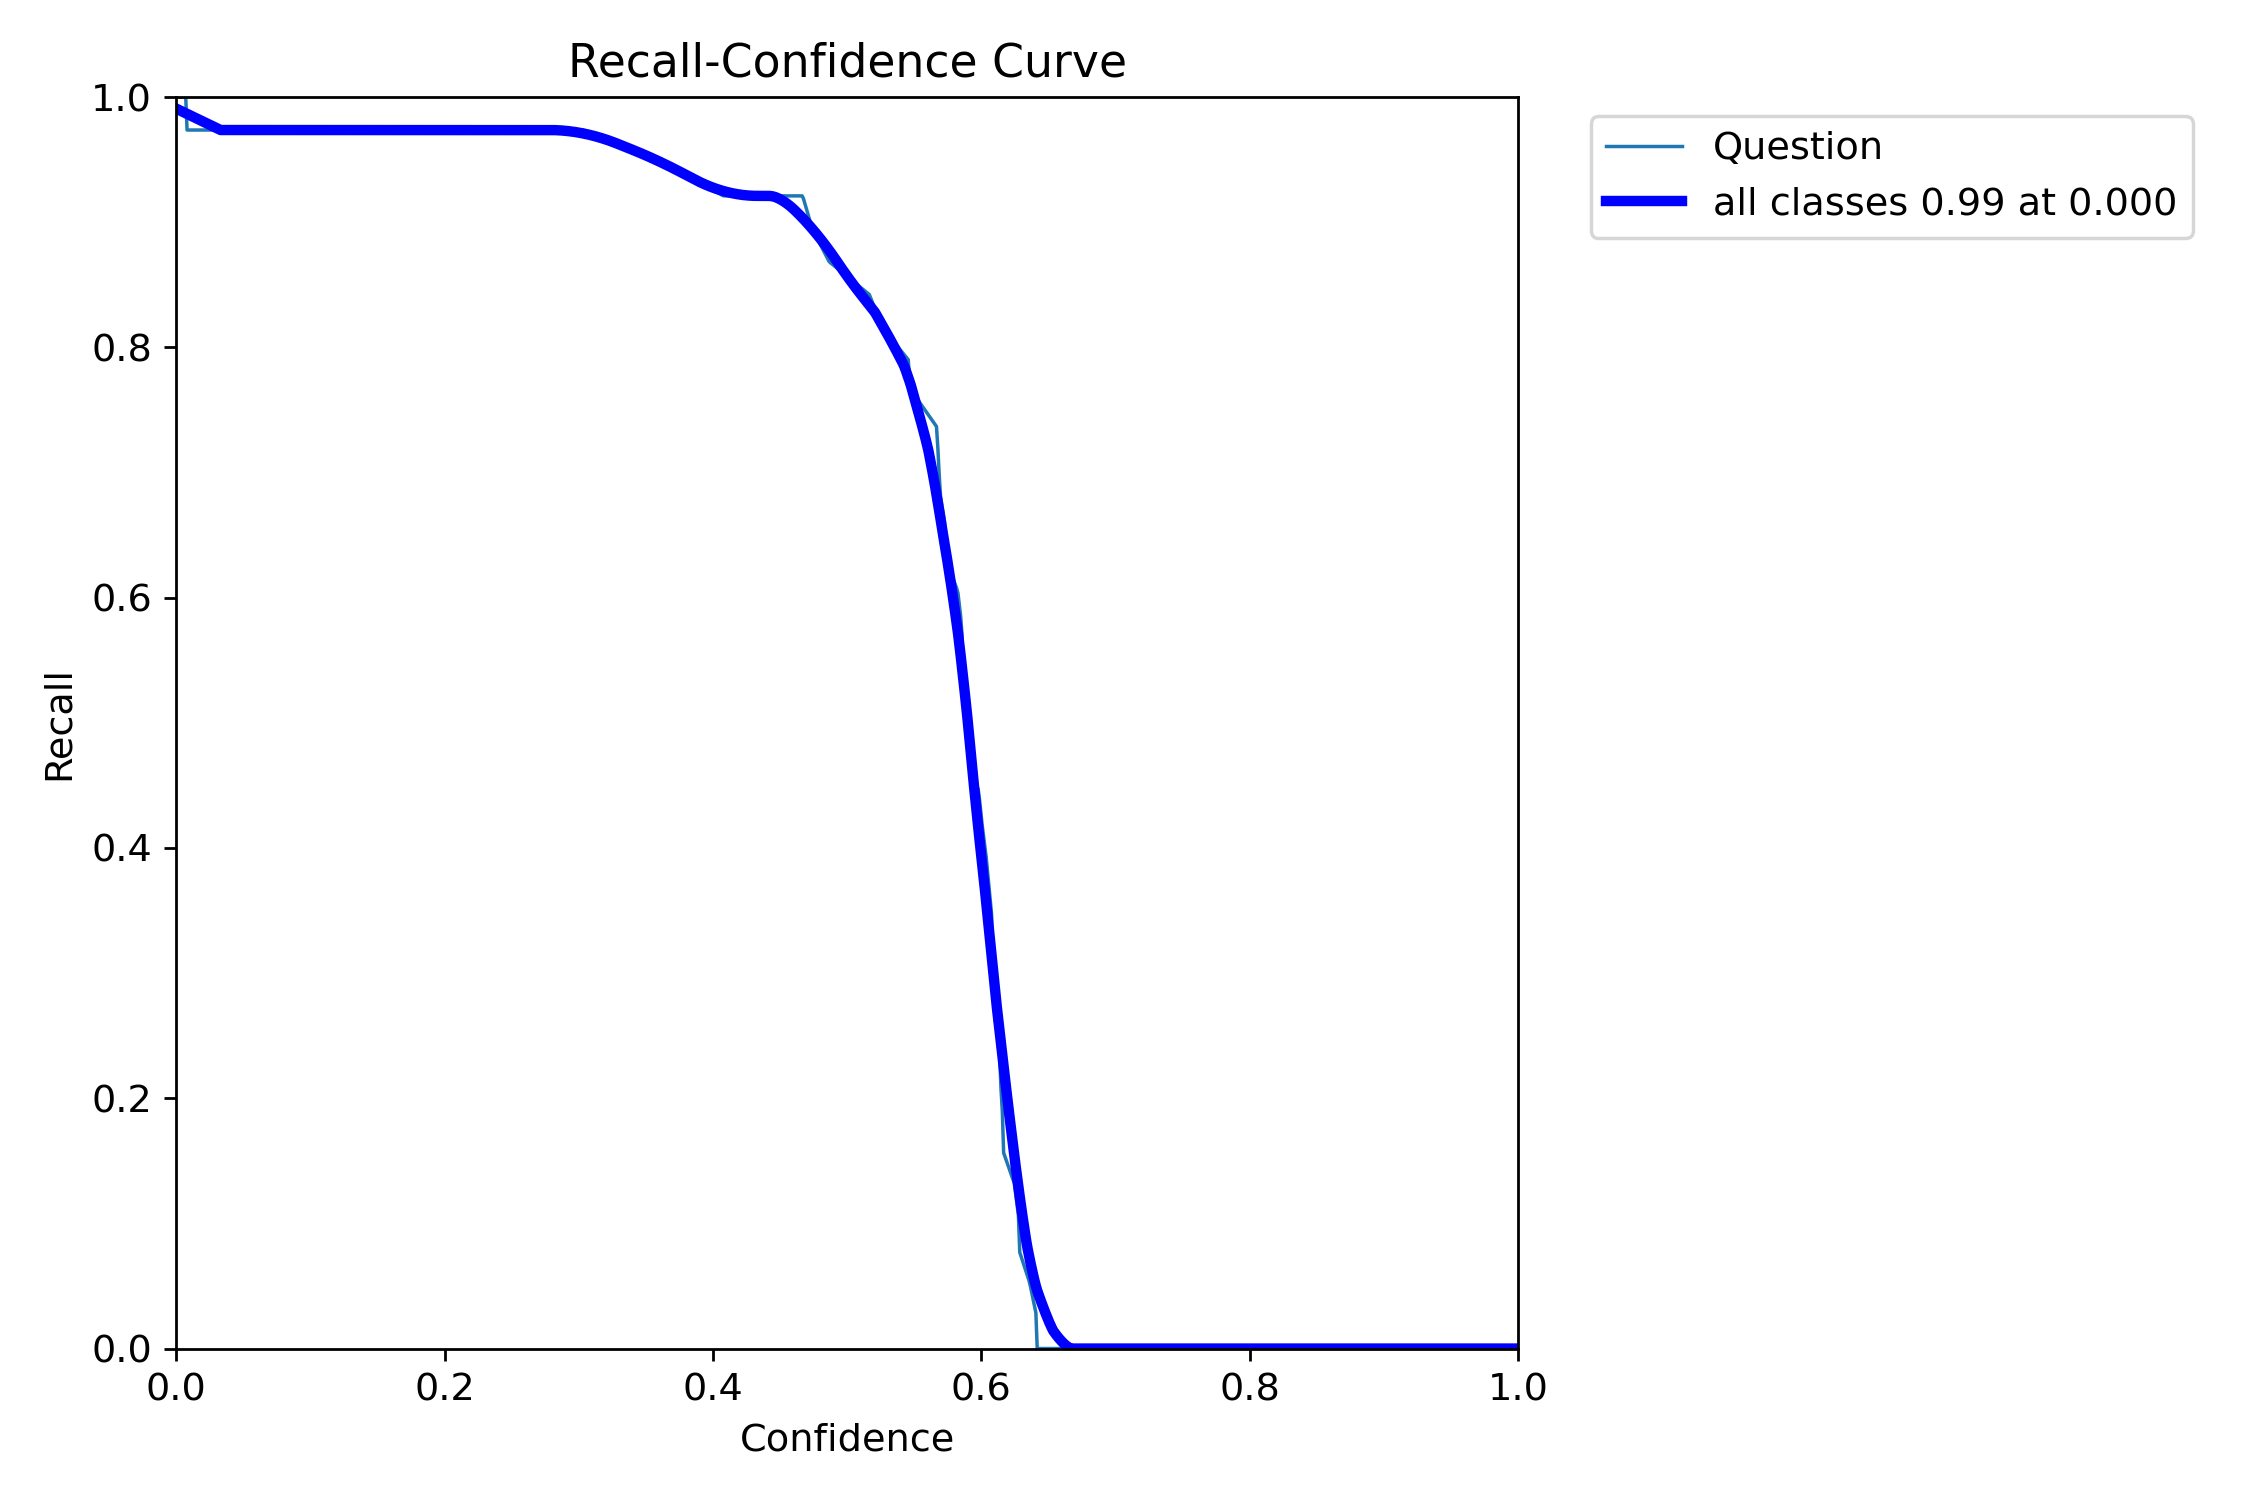 Recall-Confidence Curve
Question
all classes 0.99 at 0.000
1.0
0.8
0.6
0.4
0.2
0.0
Recall
0.0 0.2 0.4 0.6 0.8 1.0
Confidence